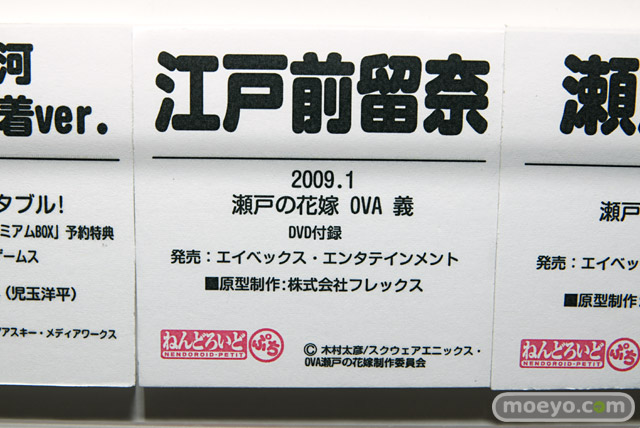 河
着ver.
タブル!
ミアムBOX」予約特典
ゲームス
(児玉洋平)
/アスキー・メディアワークス
江戸前留奈
2009.1
瀬戸の花嫁 OVA 義
DVD付録
発売：エイベックス・エンタテインメント
■原型制作:株式会社フレックス
ねんどろいど ぷち
NENDOROID-PETIT
© 木村太彦/スクウェアエニックス・
OVA瀬戸の花嫁制作委員会
瀬
瀬戸
発売：エイベッ
■原型制
ねんどろいど ぷ
NENDOROID-PETIT
moeyo.com